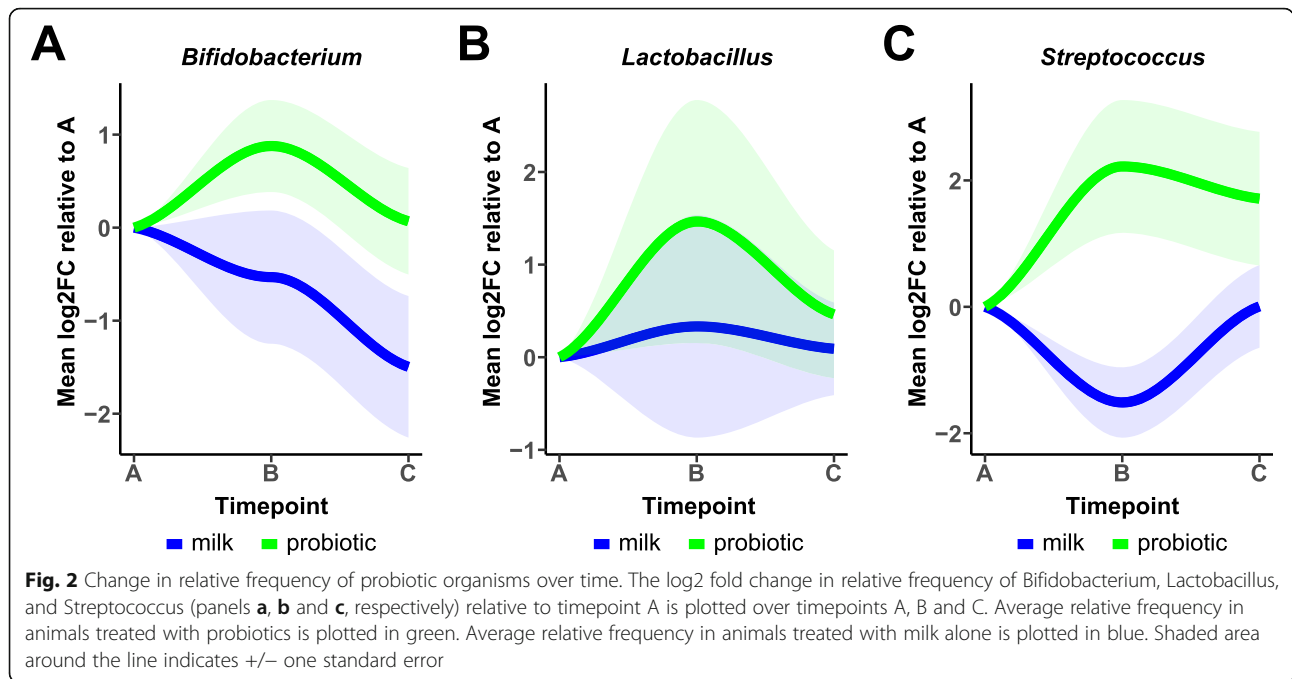 A
Bifidobacterium
Mean log2FC relative to A
1
0
−1
−2
A B C
Timepoint
milk probiotic
B
Lactobacillus
Mean log2FC relative to A
2
1
0
−1
A B C
Timepoint
milk probiotic
C
Streptococcus
Mean log2FC relative to A
2
0
−2
A B C
Timepoint
milk probiotic
Fig. 2 Change in relative frequency of probiotic organisms over time. The log2 fold change in relative frequency of Bifidobacterium, Lactobacillus,
and Streptococcus (panels a, b and c, respectively) relative to timepoint A is plotted over timepoints A, B and C. Average relative frequency in
animals treated with probiotics is plotted in green. Average relative frequency in animals treated with milk alone is plotted in blue. Shaded area
around the line indicates +/− one standard error